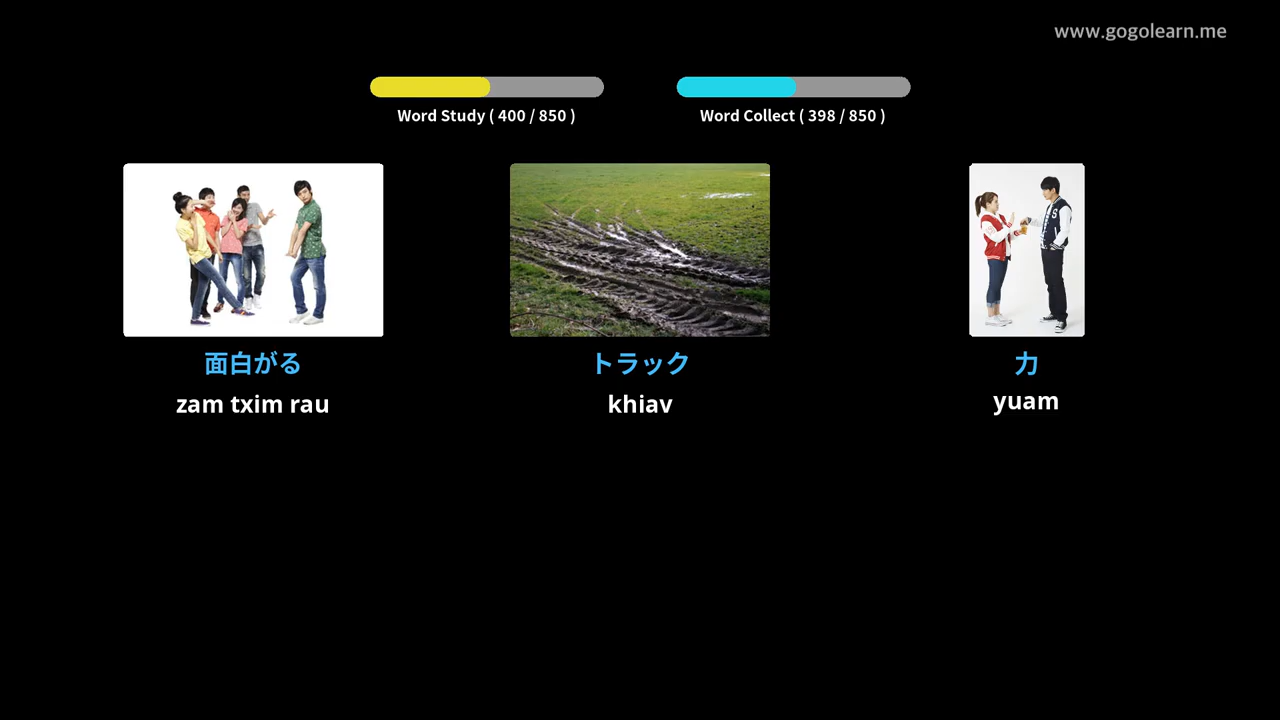 www.gogolearn.me
Word Study ( 400 / 850 )
Word Collect ( 398 / 850 )
面白がる
トラック
力
zam txim rau
khiav
yuam